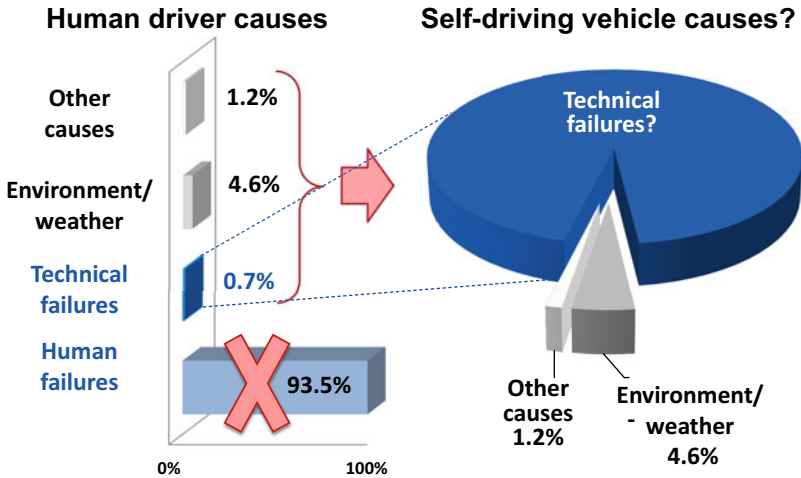 Human driver causes
Other
causes
1.2%
Environment/
weather
4.6%
Technical
failures
0.7%
Human
failures
93.5%
0%
100%
Self-driving vehicle causes?
Technical
failures?
Other
causes
1.2%
Environment/
- weather
4.6%